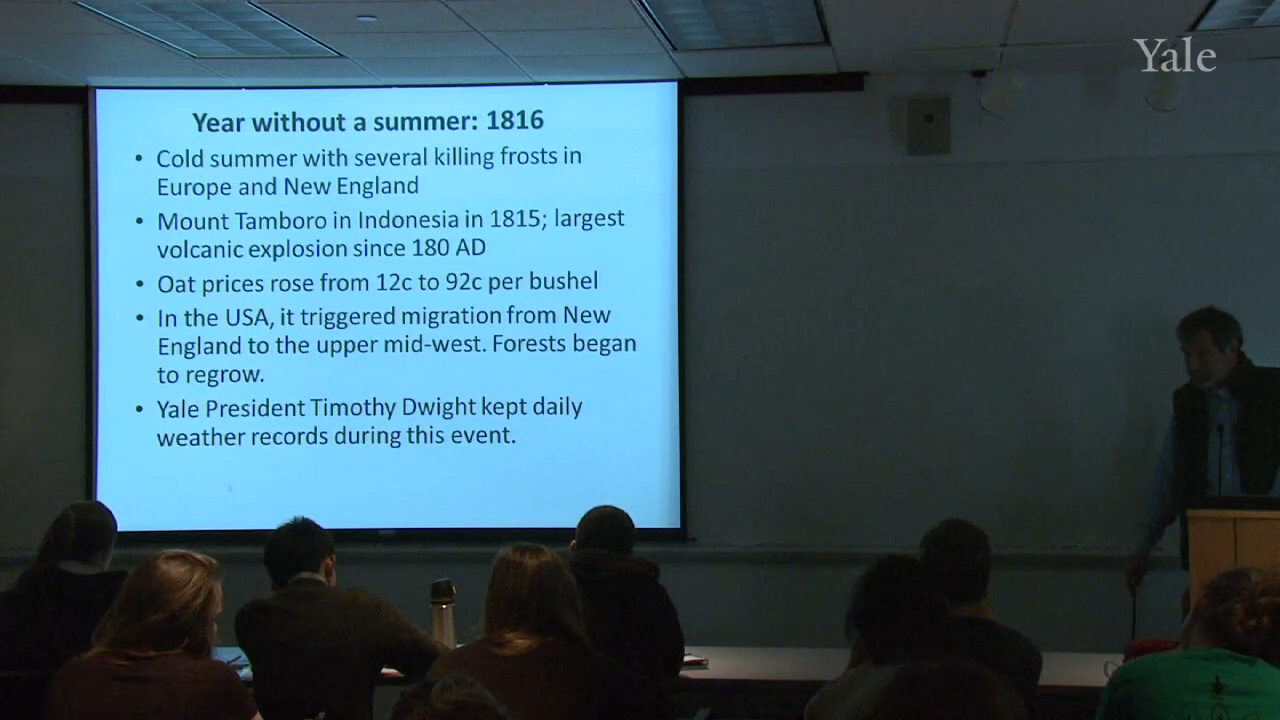 Yale
Year without a summer: 1816
• Cold summer with several killing frosts in
Europe and New England
• Mount Tamboro in Indonesia in 1815; largest
volcanic explosion since 180 AD
• Oat prices rose from 12c to 92c per bushel
• In the USA, it triggered migration from New
England to the upper mid-west. Forests began
to regrow.
• Yale President Timothy Dwight kept daily
weather records during this event.